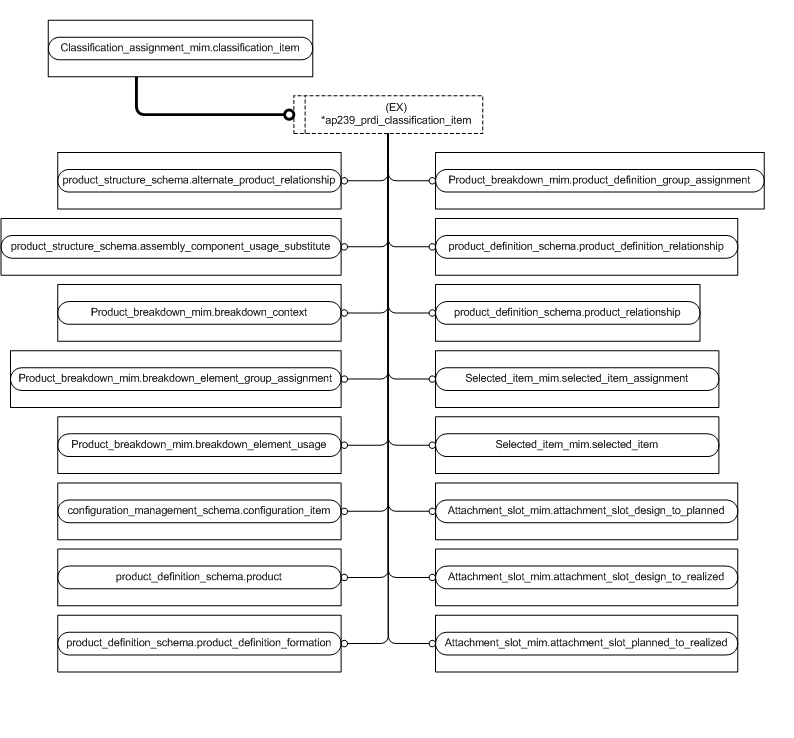 Classification_assignment_mim.classification_item
(EX)
*ap239_prdi_classification_item
product_structure_schema.alternate_product_relationship
Product_breakdown_mim.product_definition_group_assignment
product_structure_schema.assembly_component_usage_substitute
product_definition_schema.product_definition_relationship
Product_breakdown_mim.breakdown_context
product_definition_schema.product_relationship
Product_breakdown_mim.breakdown_element_group_assignment
Selected_item_mim.selected_item_assignment
Product_breakdown_mim.breakdown_element_usage
Selected_item_mim.selected_item
configuration_management_schema.configuration_item
Attachment_slot_mim.attachment_slot_design_to_planned
product_definition_schema.product
Attachment_slot_mim.attachment_slot_design_to_realized
product_definition_schema.product_definition_formation
Attachment_slot_mim.attachment_slot_planned_to_realized